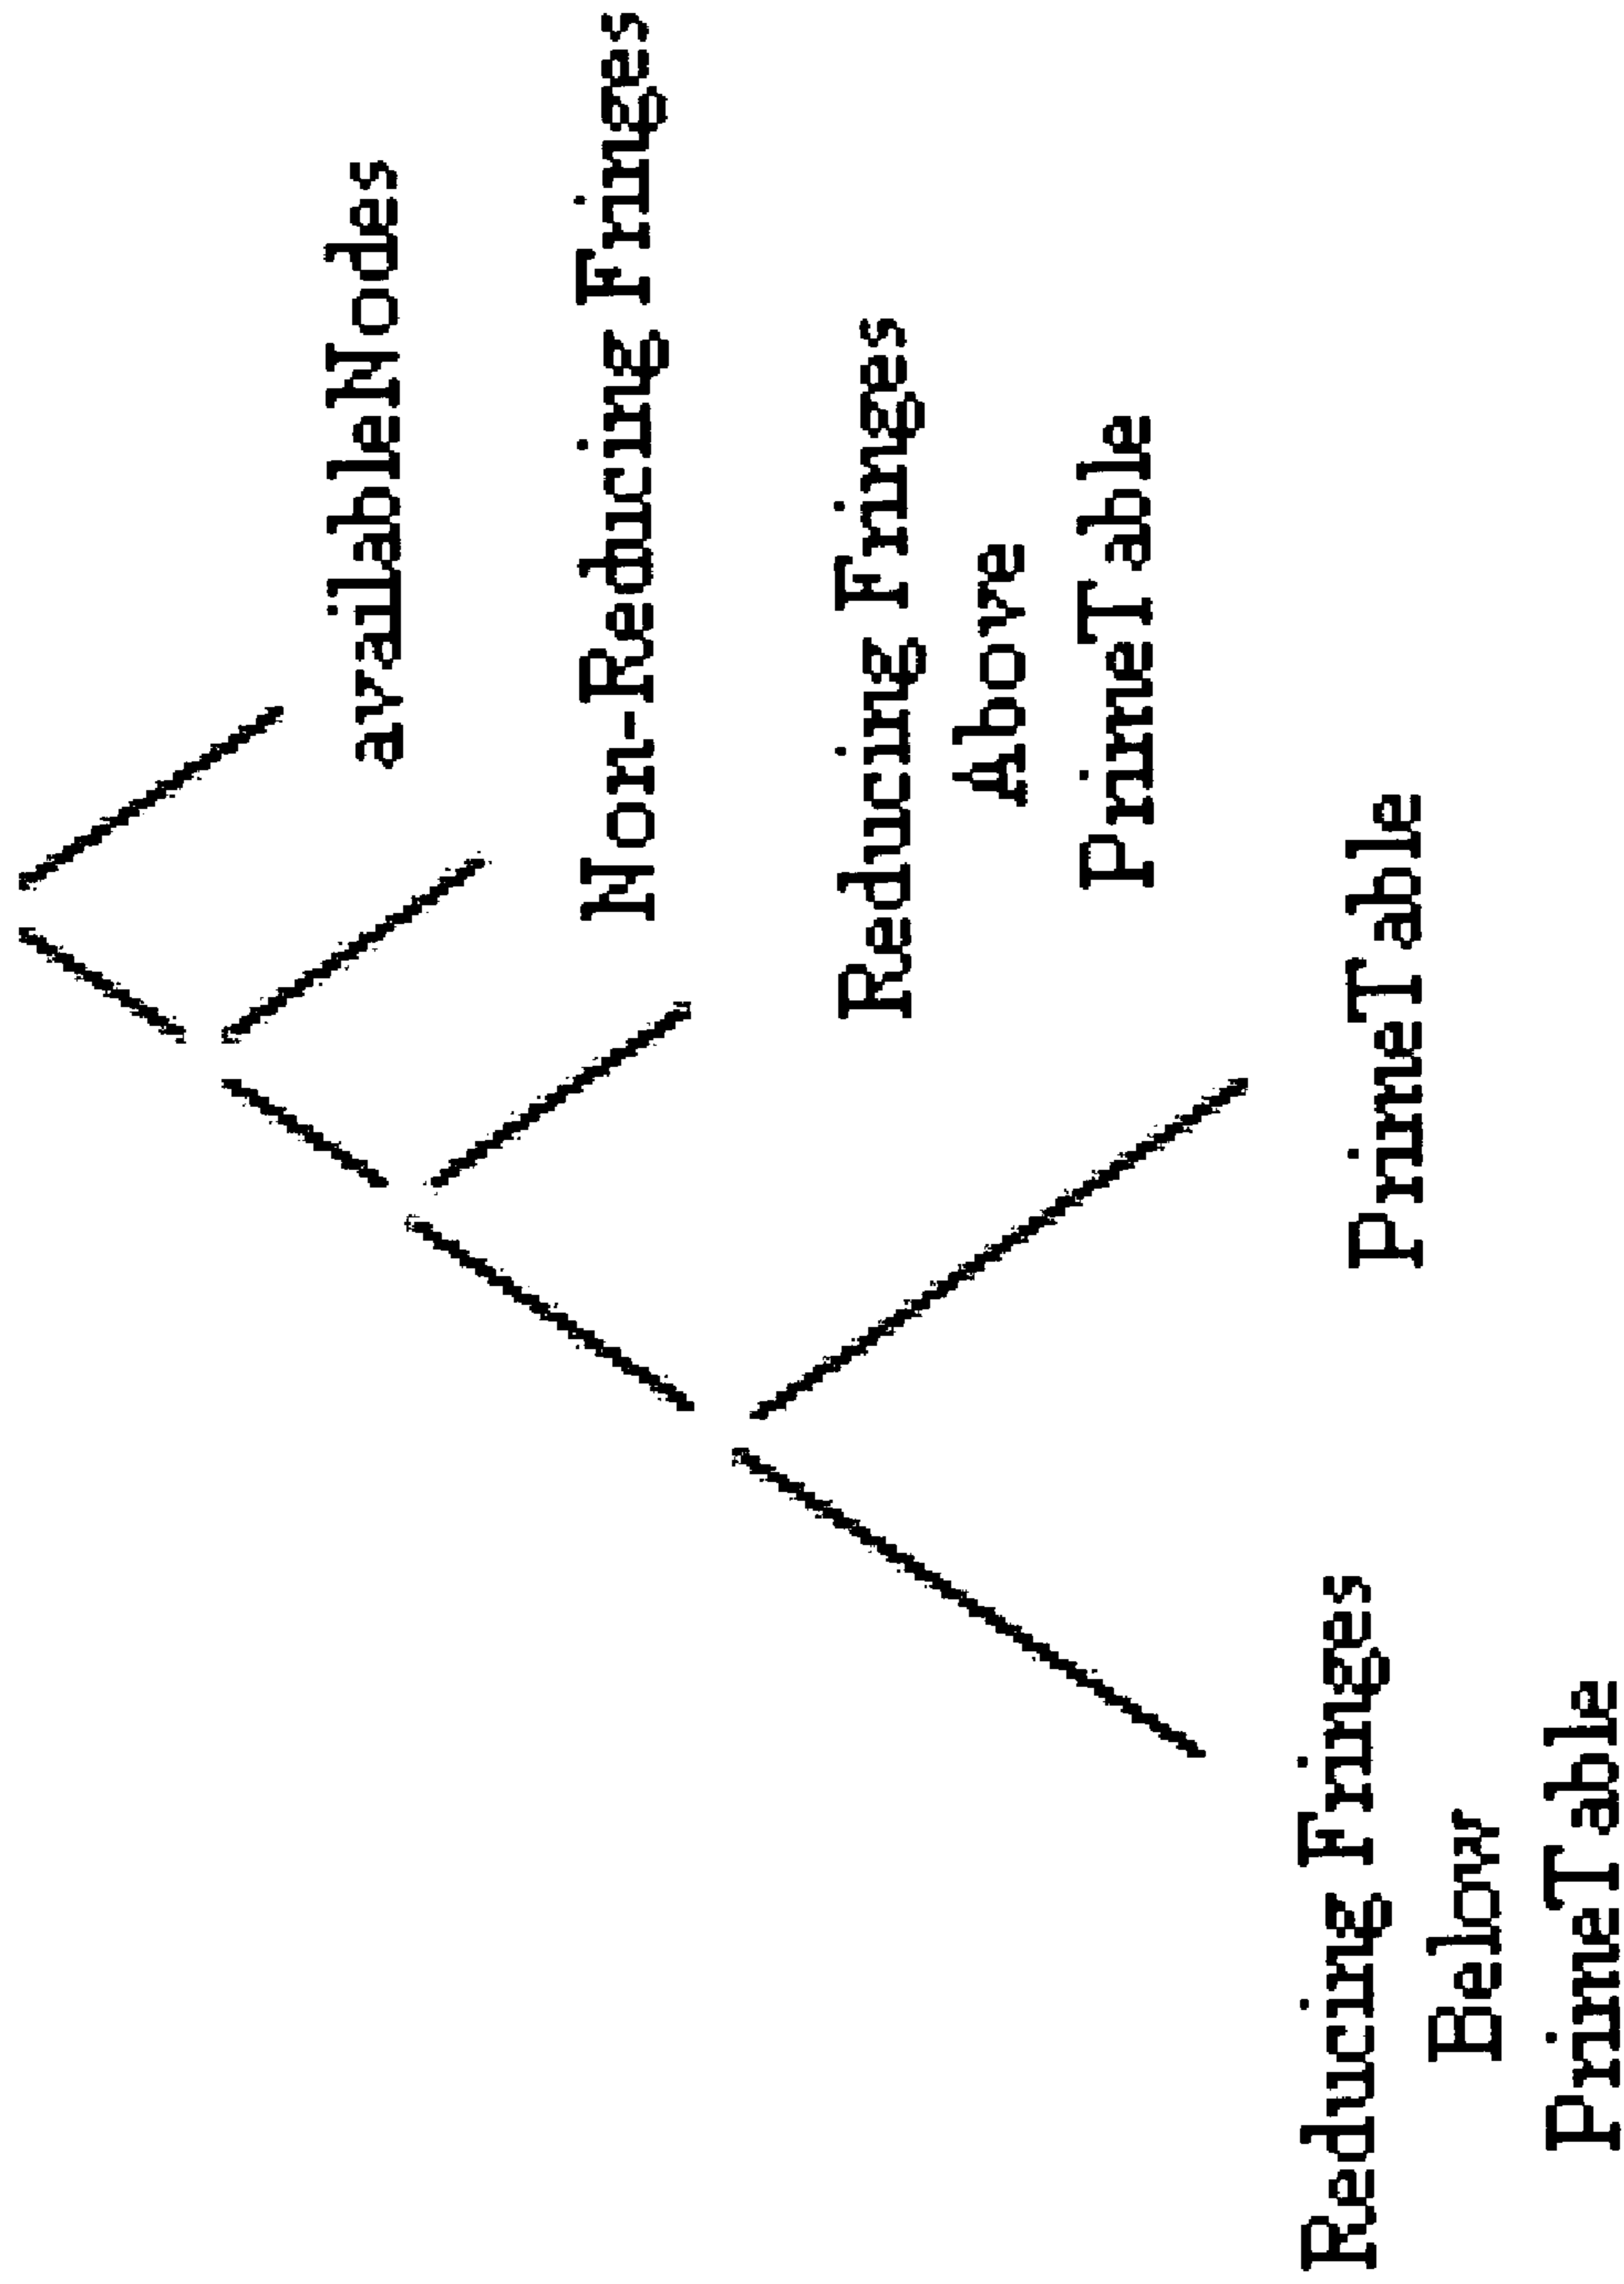 availableNodes
Non-Reducing Fringes
Reducing Fringes
Above
PrimeTable
PrimeTable
Reducing Fringes
Below
PrimeTable